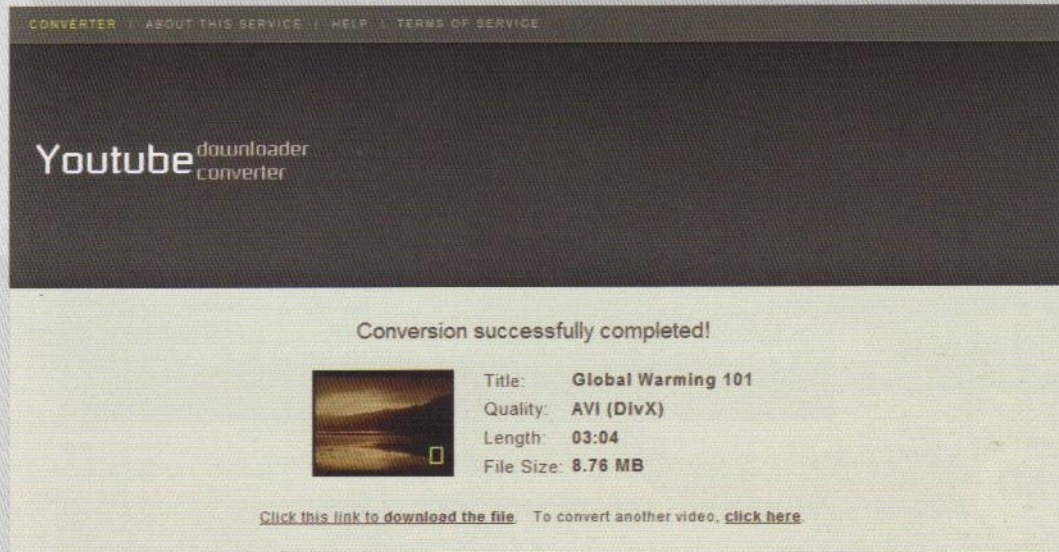 CONVERTER | ABOUT THIS SERVICE | HELP | TERMS OF SERVICE
Youtube downloader converter
Conversion successfully completed!
Title: Global Warming 101
Quality: AVI (DivX)
Length: 03:04
File Size: 8.76 MB
Click this link to download the file. To convert another video, click here.